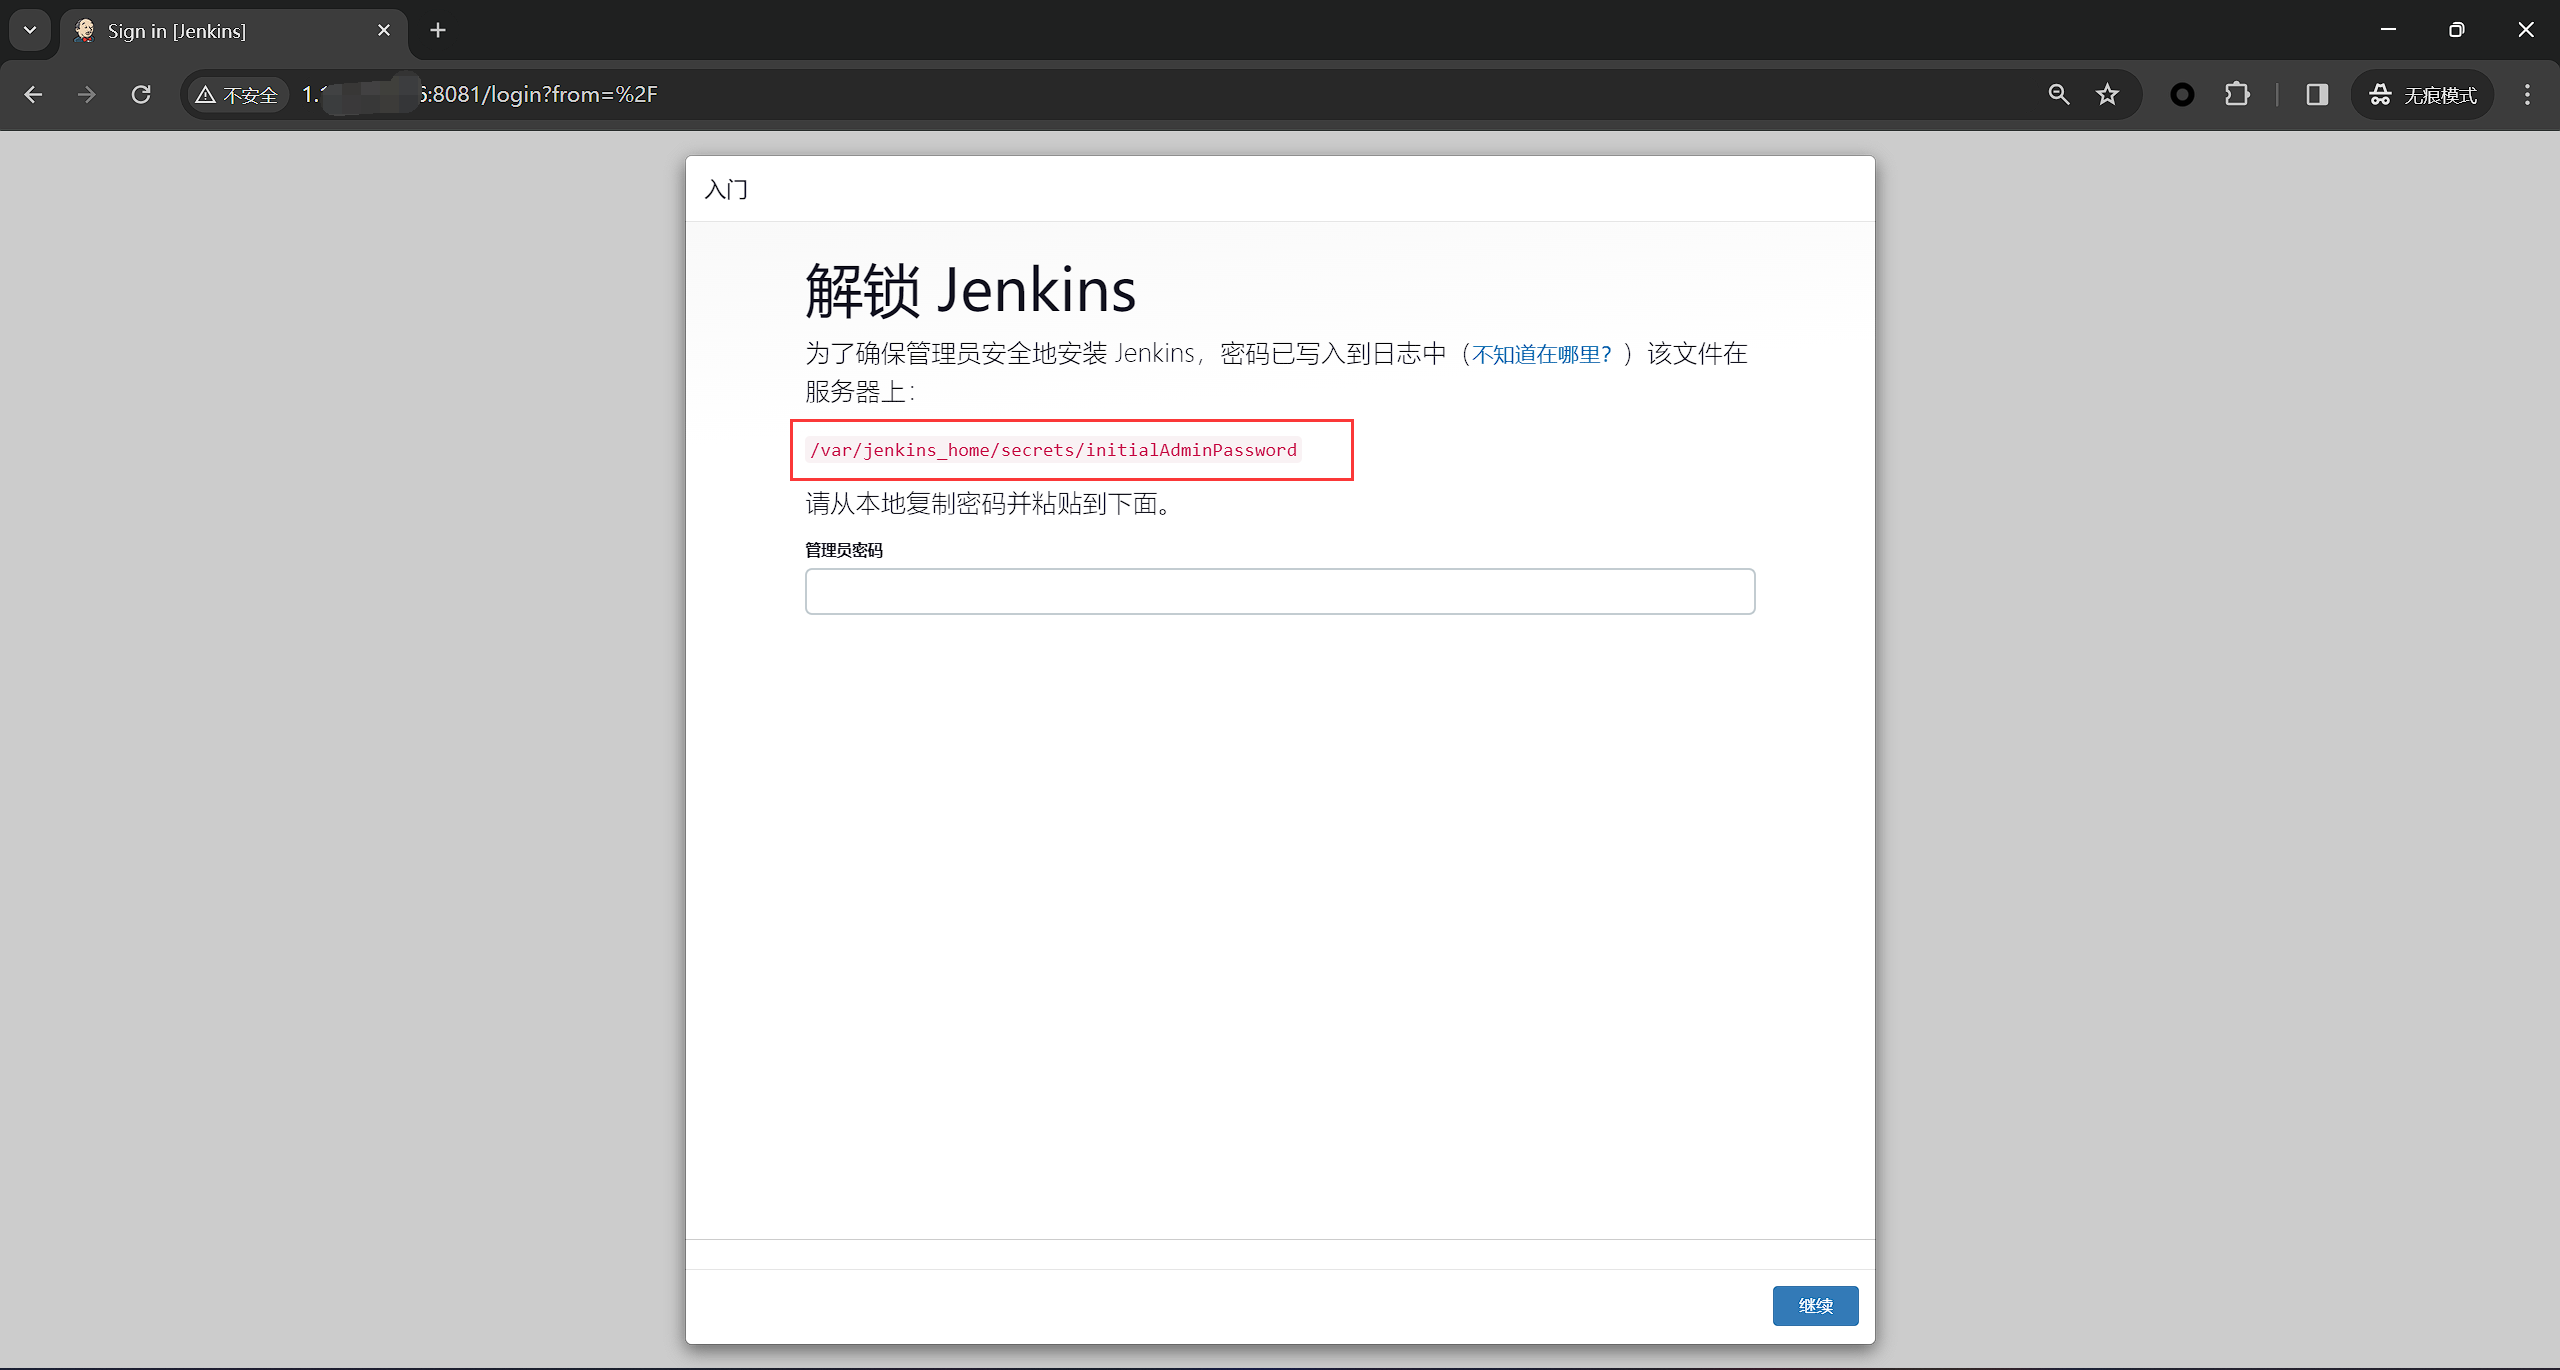 Sign in [Jenkins]
不安全
:8081/login?from=%2F
无痕模式
入门
解锁 Jenkins
为了确保管理员安全地安装 Jenkins，密码已写入到日志中（不知道在哪里？）该文件在
服务器上：
/var/jenkins_home/secrets/initialAdminPassword
请从本地复制密码并粘贴到下面。
管理员密码
继续